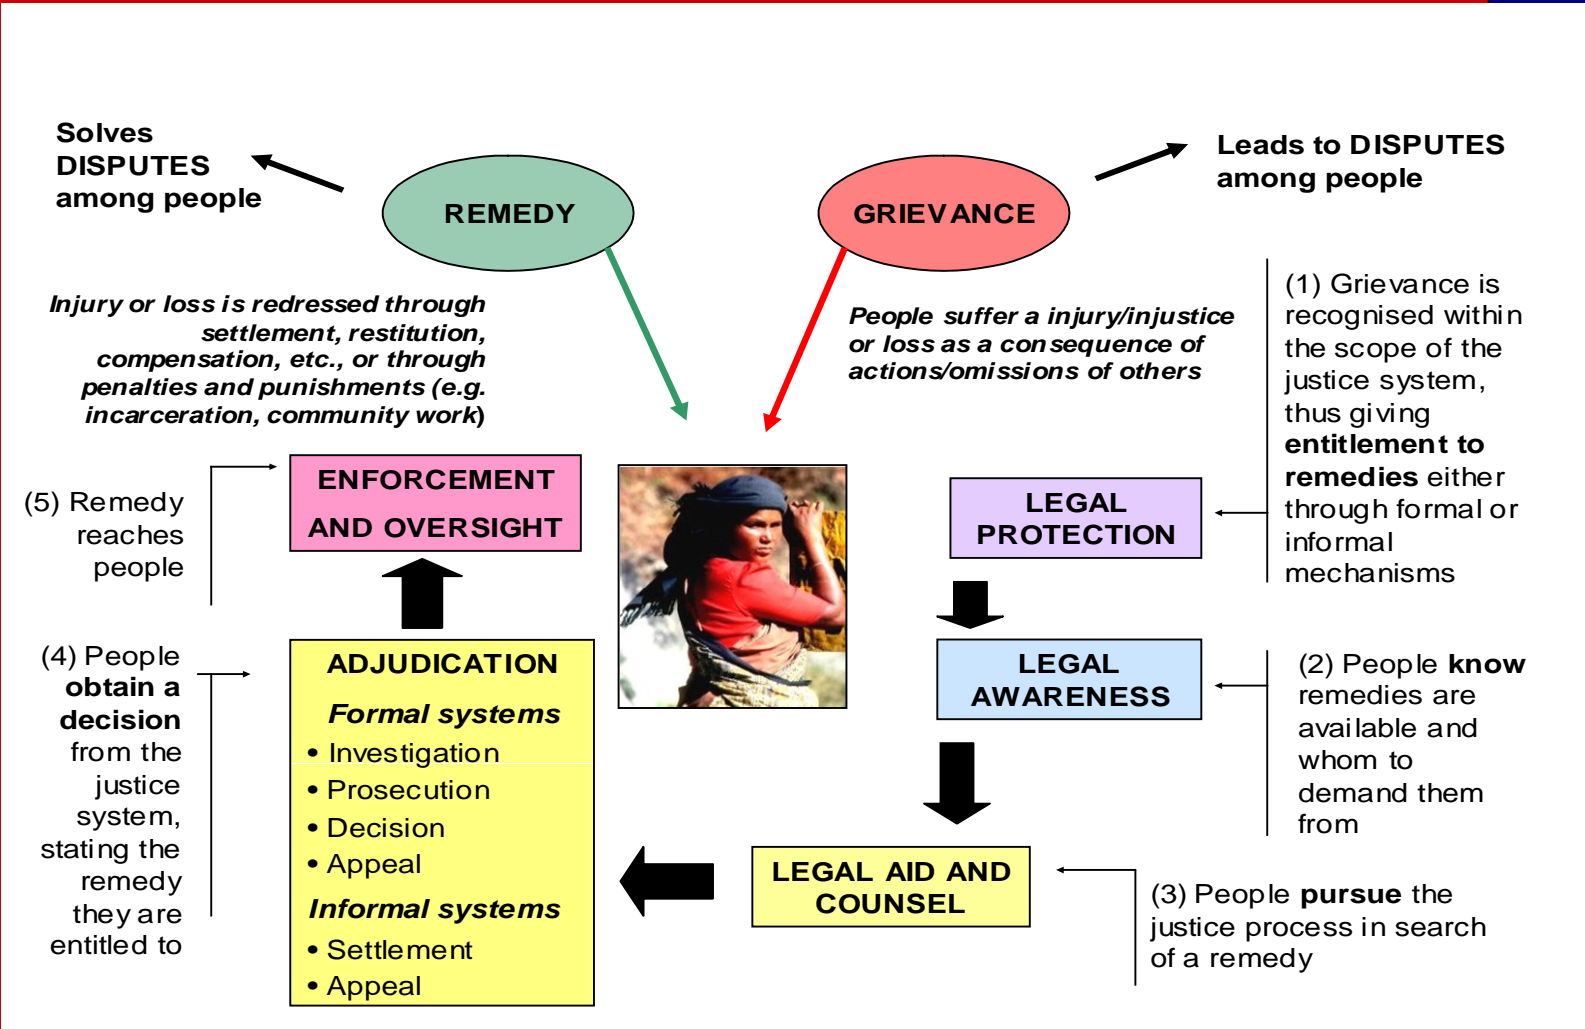 Solves
DISPUTES
among people
REMEDY
GRIEVANCE
Leads to DISPUTES
among people
Injury or loss is redressed through
settlement, restitution,
compensation, etc., or through
penalties and punishments (e.g.
incarceration, community work)
People suffer a injury/injustice
or loss as a consequence of
actions/omissions of others
(1) Grievance is
recognised within
the scope of the
justice system,
thus giving
entitlement to
remedies either
through formal or
informal
mechanisms
LEGAL
PROTECTION
LEGAL
AWARENESS
(2) People know
remedies are
available and
whom to
demand them
from
LEGAL AID AND
COUNSEL
(3) People pursue the
justice process in search
of a remedy
ADJUDICATION
Formal systems
• Investigation
• Prosecution
• Decision
• Appeal
Informal systems
• Settlement
• Appeal
(4) People
obtain a
decision
from the
justice
system,
stating the
remedy
they are
entitled to
ENFORCEMENT
AND OVERSIGHT
(5) Remedy
reaches
people